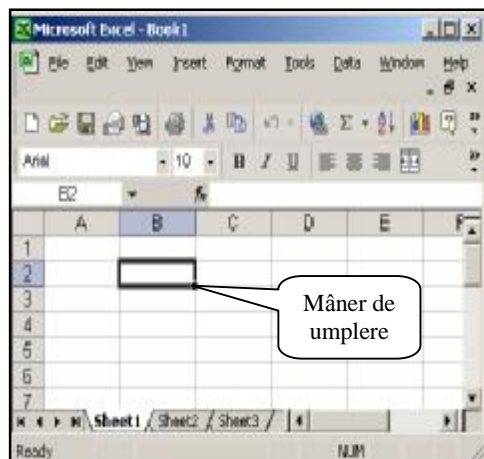 Microsoft Excel - Book1
File Edit View Insert Format Tools Data Window Help
Arial 10 B I U
B2 fx
A B C D E F
1
2
3
4
5
6
7
Mâner de
umplere
Sheet1 Sheet2 Sheet3
Ready NUM